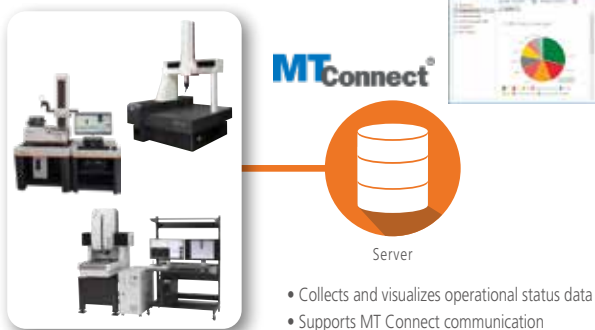 MTConnect®
Server
• Collects and visualizes operational status data
• Supports MT Connect communication